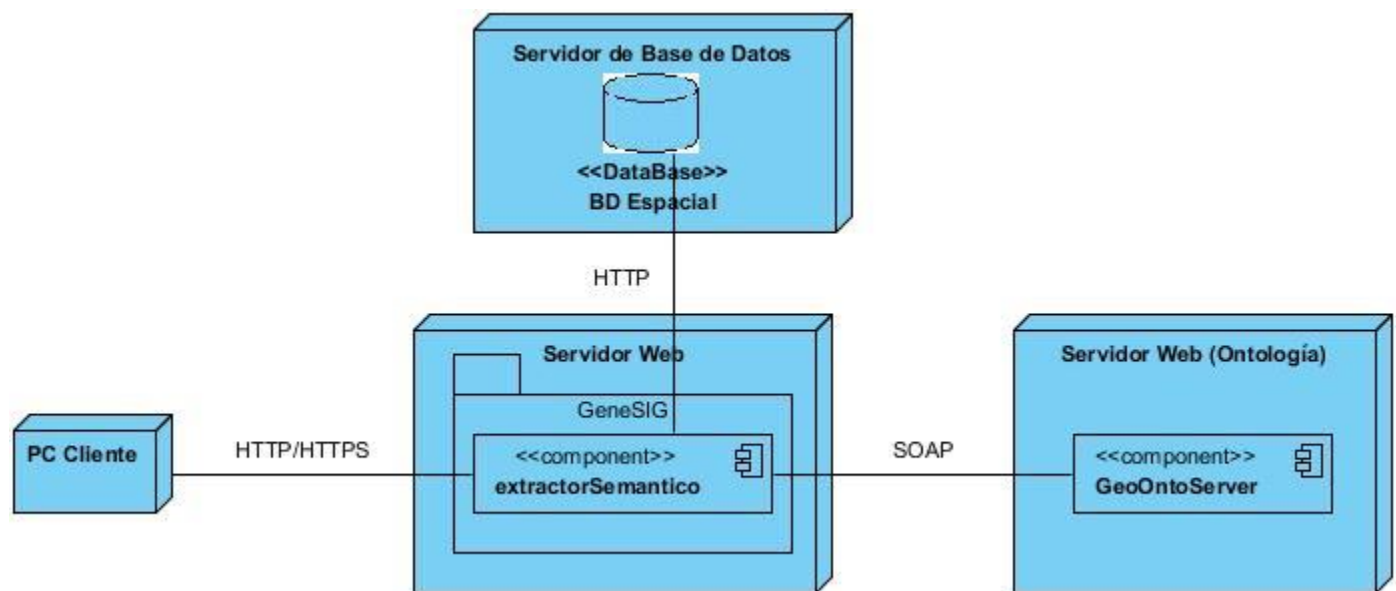 Servidor de Base de Datos
<<DataBase>>
BD Espacial
HTTP
Servidor Web
Servidor Web (Ontología)
GeneSIG
PC Cliente
HTTP/HTTPS
<<component>>
extractorSemantico
SOAP
<<component>>
GeoOntoServer